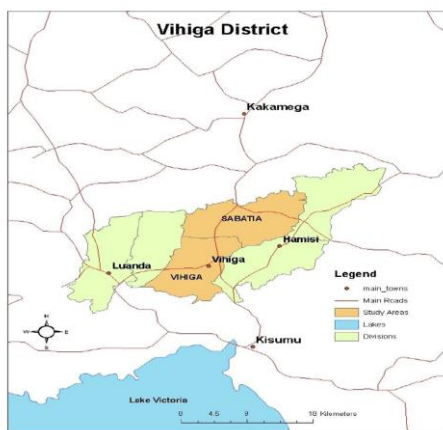 Vihiga District
Kakamega
SABATIA
Hamisi
Vihiga
Luanda
VIHIGA
Legend
main_towns
Main Roads
Study Areas
Lakes
Divisions
N
W E
S
Kisumu
Lake Victoria
0 4.5 9 18 Kilometers